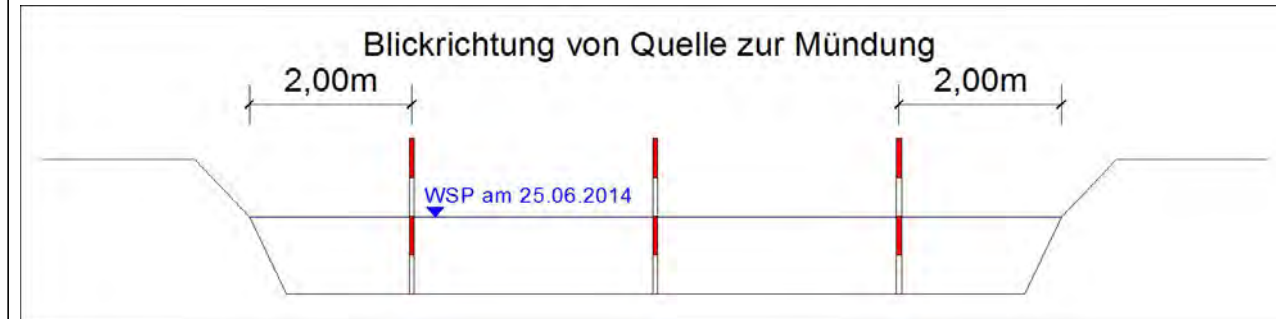 Blickrichtung von Quelle zur Mündung
2,00m 2,00m
WSP am 25.06.2014